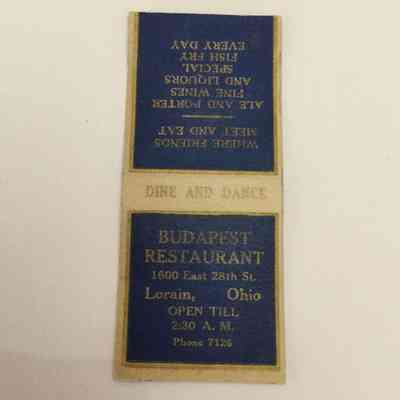 WHERE FRIENDS
MEET AND EAT
ALE AND PORTER
FINE WINES
AND LIQUORS
SPECIAL
FISH FRY
EVERY DAY
DINE AND DANCE
BUDAPEST
RESTAURANT
1600 East 28th St.
Lorain, Ohio
OPEN TILL
2:30 A. M.
Phone 7126